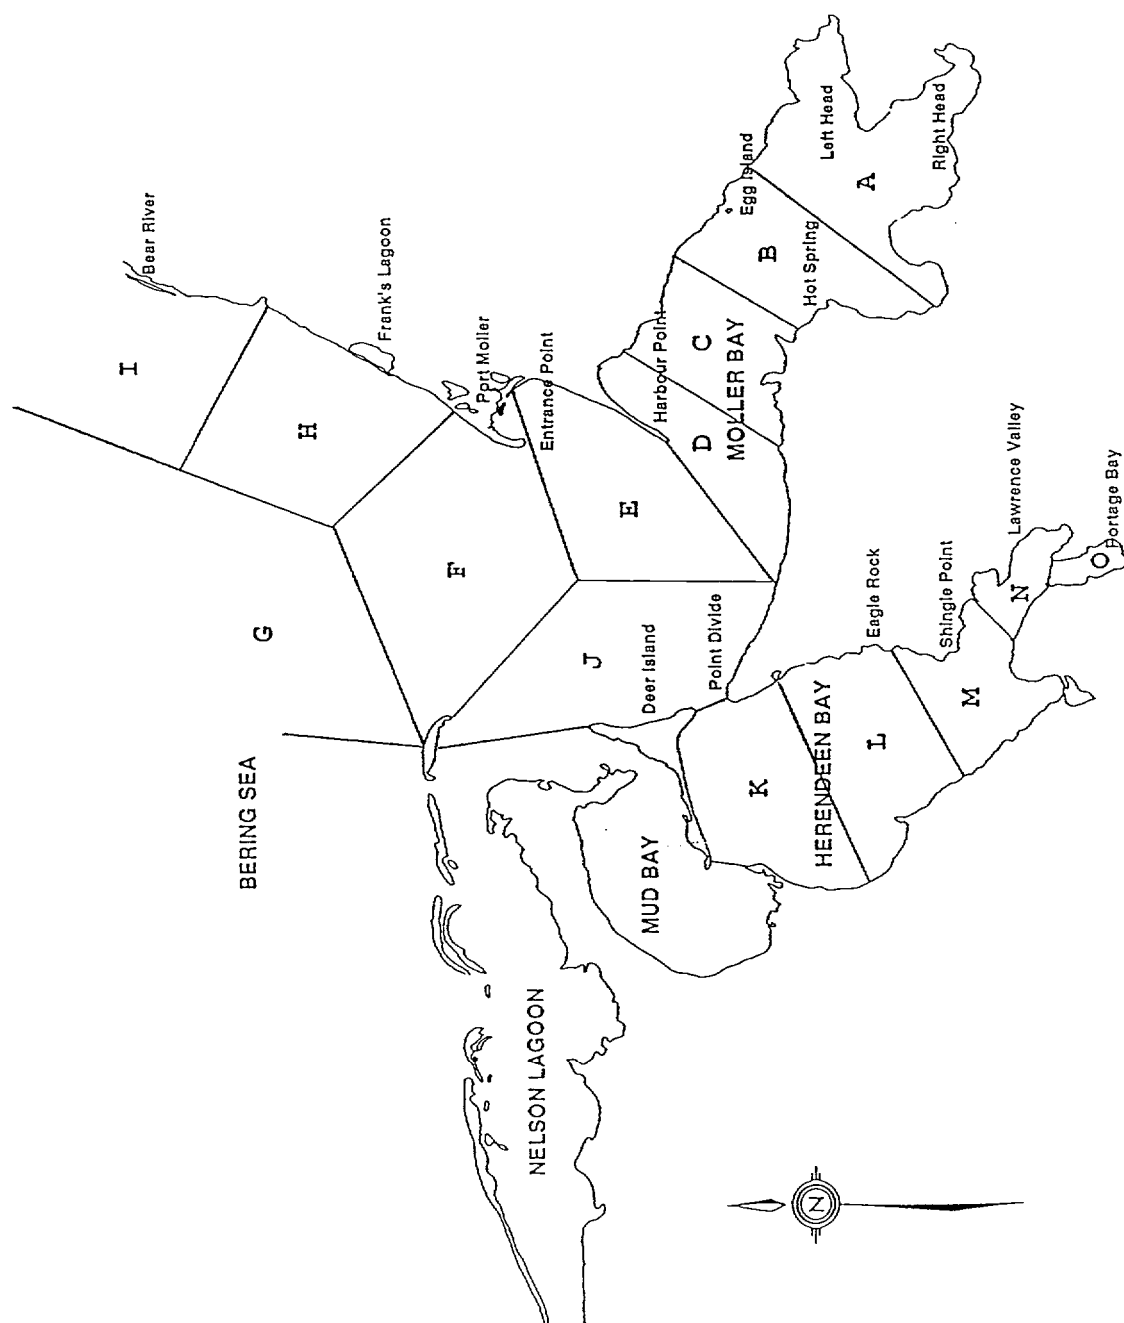 Bear River
I
Frank's Lagoon
H
Port Moller
Entrance Point
G
F
E
BERING SEA
J
Deer Island
Point Divide
Harbour Point
D
C
MOLLER BAY
Egg Island
B
Hot Spring
Left Head
A
Right Head
MUD BAY
K
HERENDEEN BAY
L
Eagle Rock
Shingle Point
M
Lawrence Valley
N
O
Portage Bay
NELSON LAGOON
N